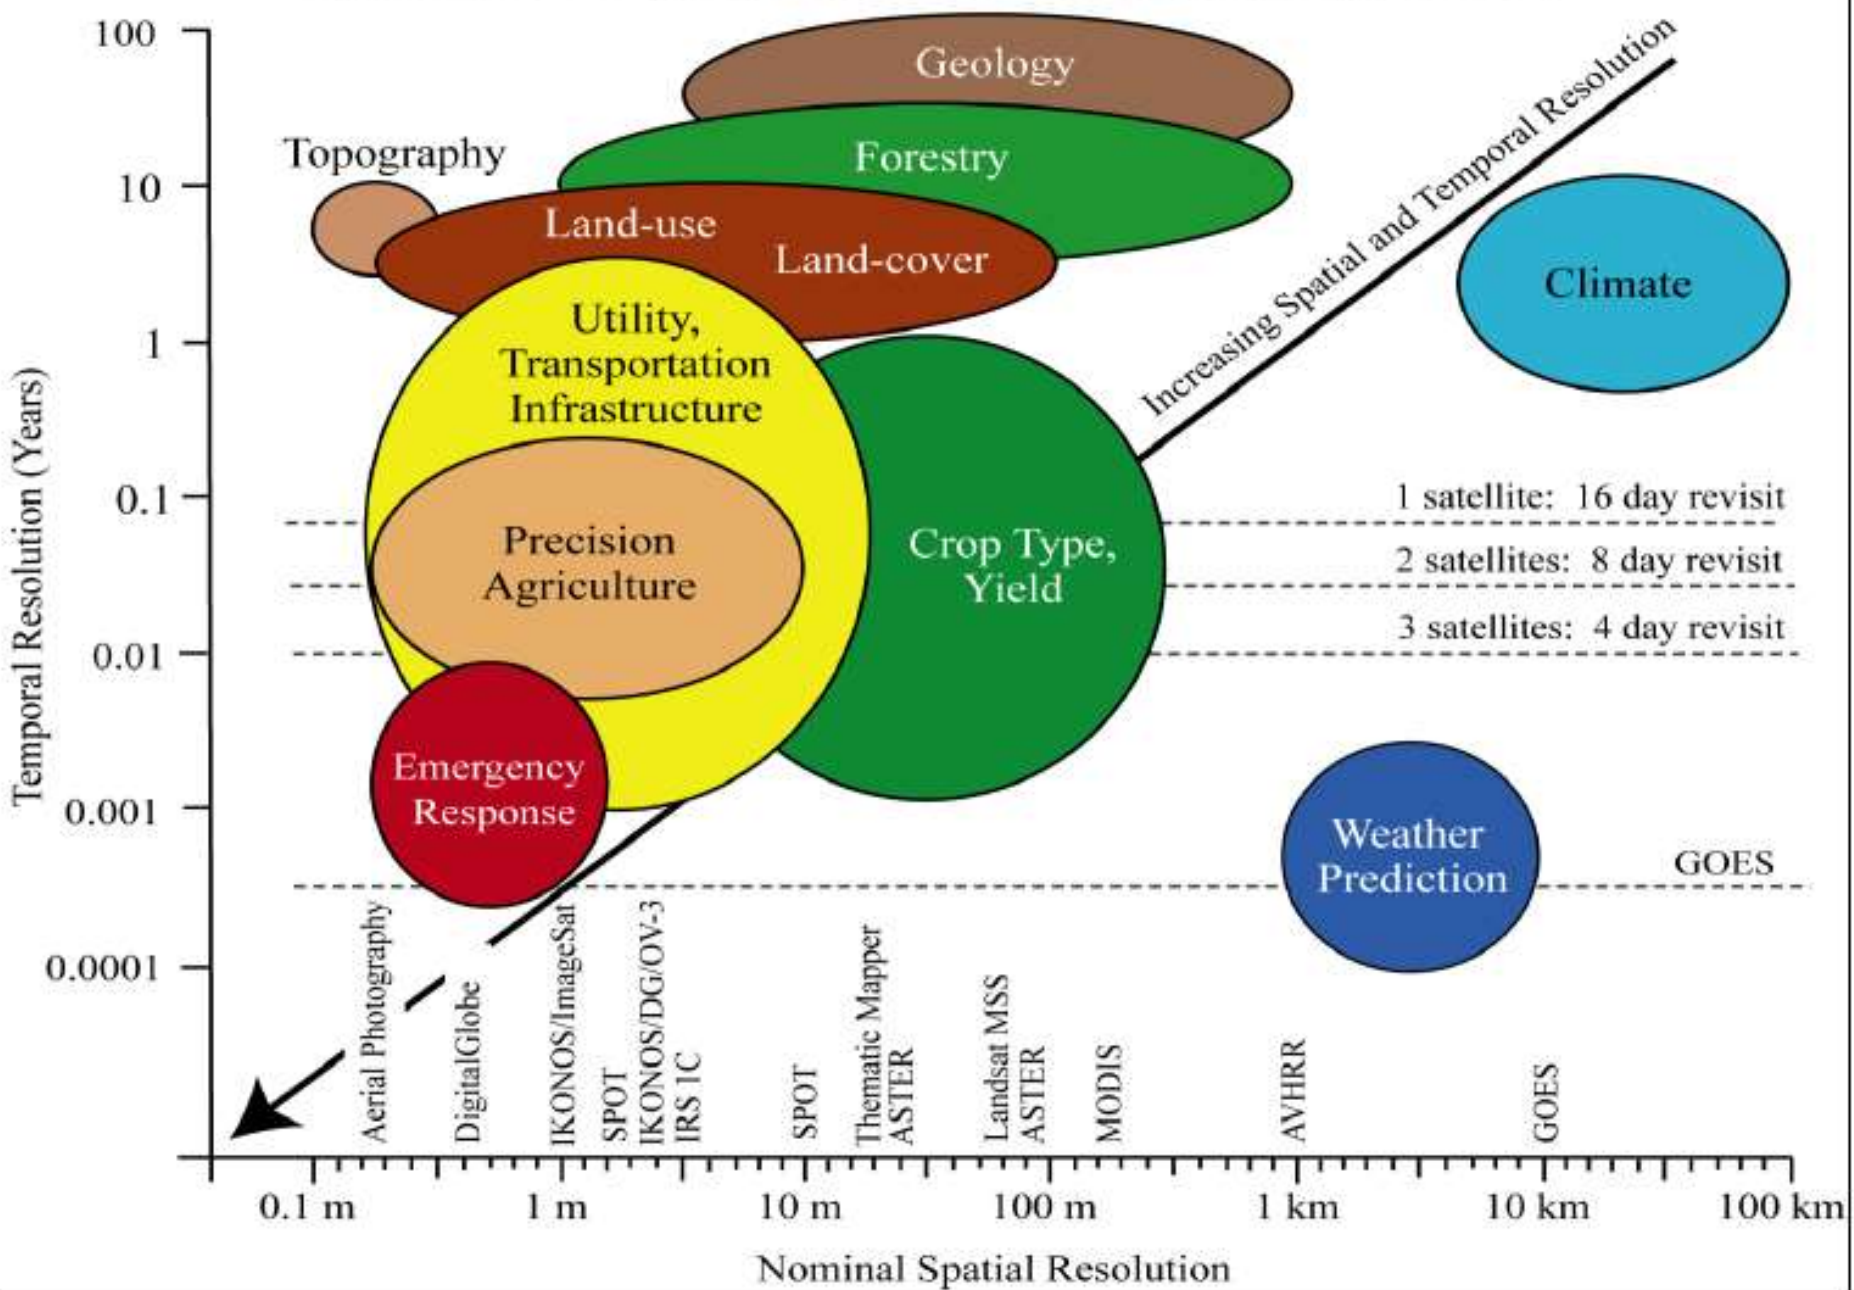 100
10
1
0.1
0.01
0.001
0.0001
Temporal Resolution (Years)
Geology
Forestry
Topography
Land-use
Land-cover
Utility,
Transportation
Infrastructure
Precision
Agriculture
Emergency
Response
Crop Type,
Yield
Increasing Spatial and Temporal Resolution
Climate
1 satellite: 16 day revisit
2 satellites: 8 day revisit
3 satellites: 4 day revisit
Weather
Prediction
GOES
Aerial Photography
DigitalGlobe
IKONOS/ImageSat
SPOT
IKONOS/DG/OV-3
IRS 1C
SPOT
Thematic Mapper
ASTER
Landsat MSS
ASTER
MODIS
AVHRR
GOES
0.1 m
1 m
10 m
100 m
1 km
10 km
100 km
Nominal Spatial Resolution